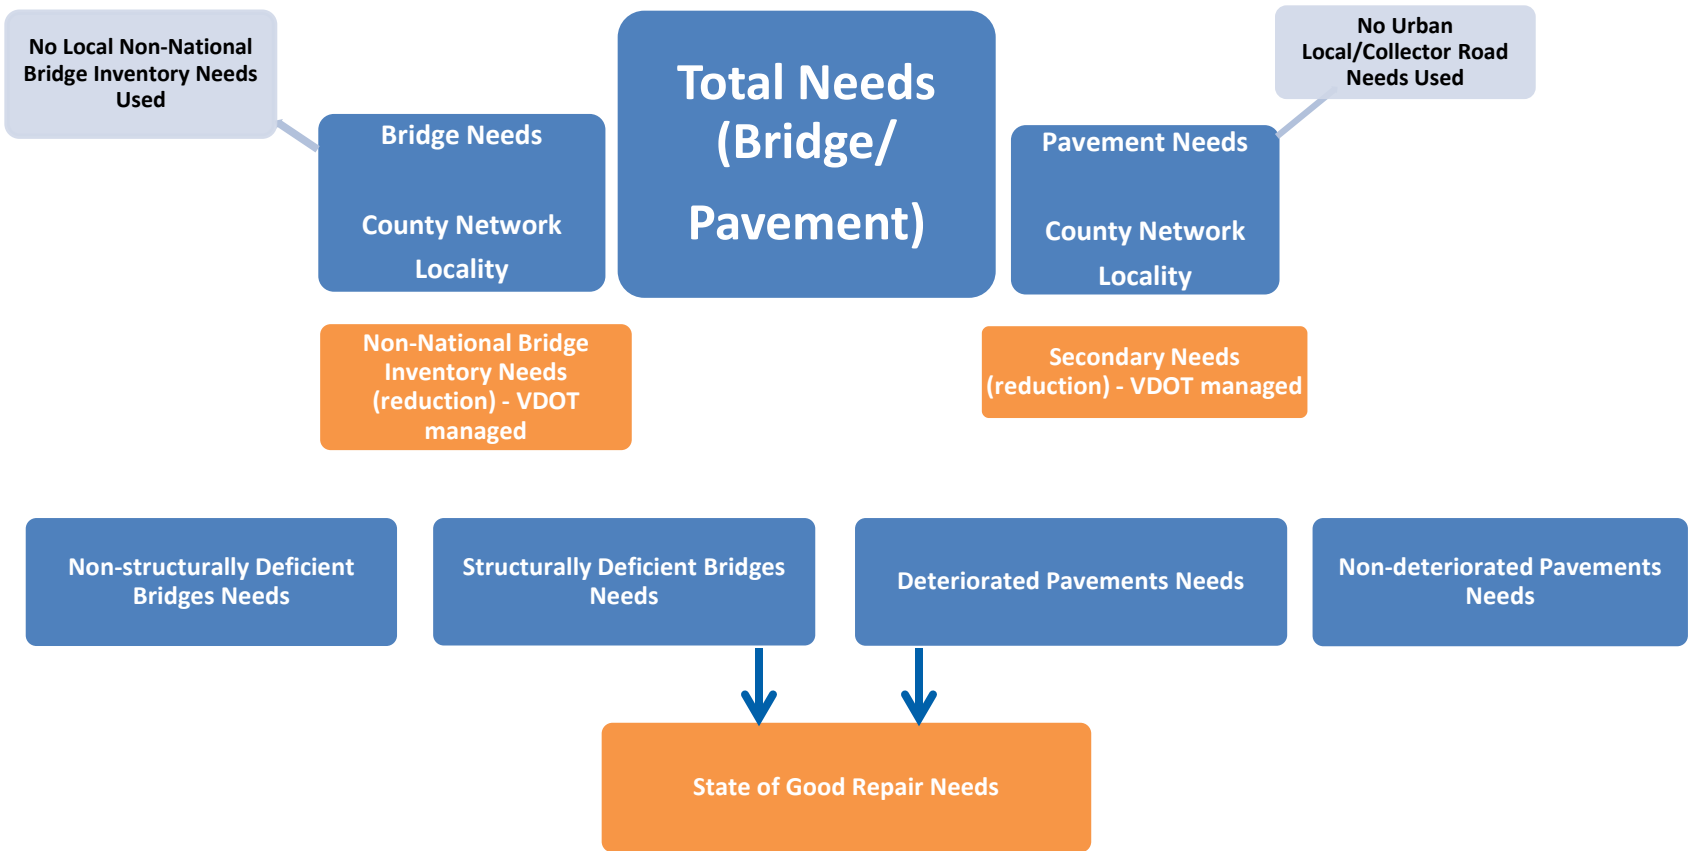 No Local Non-National
Bridge Inventory Needs
Used
Bridge Needs
County Network
Locality
Total Needs
(Bridge/
Pavement)
No Urban
Local/Collector Road
Needs Used
Pavement Needs
County Network
Locality
Non-National Bridge
Inventory Needs
(reduction) - VDOT
managed
Secondary Needs
(reduction) - VDOT managed
Non-structurally Deficient
Bridges Needs
Structurally Deficient Bridges
Needs
Deteriorated Pavements Needs
Non-deteriorated Pavements
Needs
State of Good Repair Needs